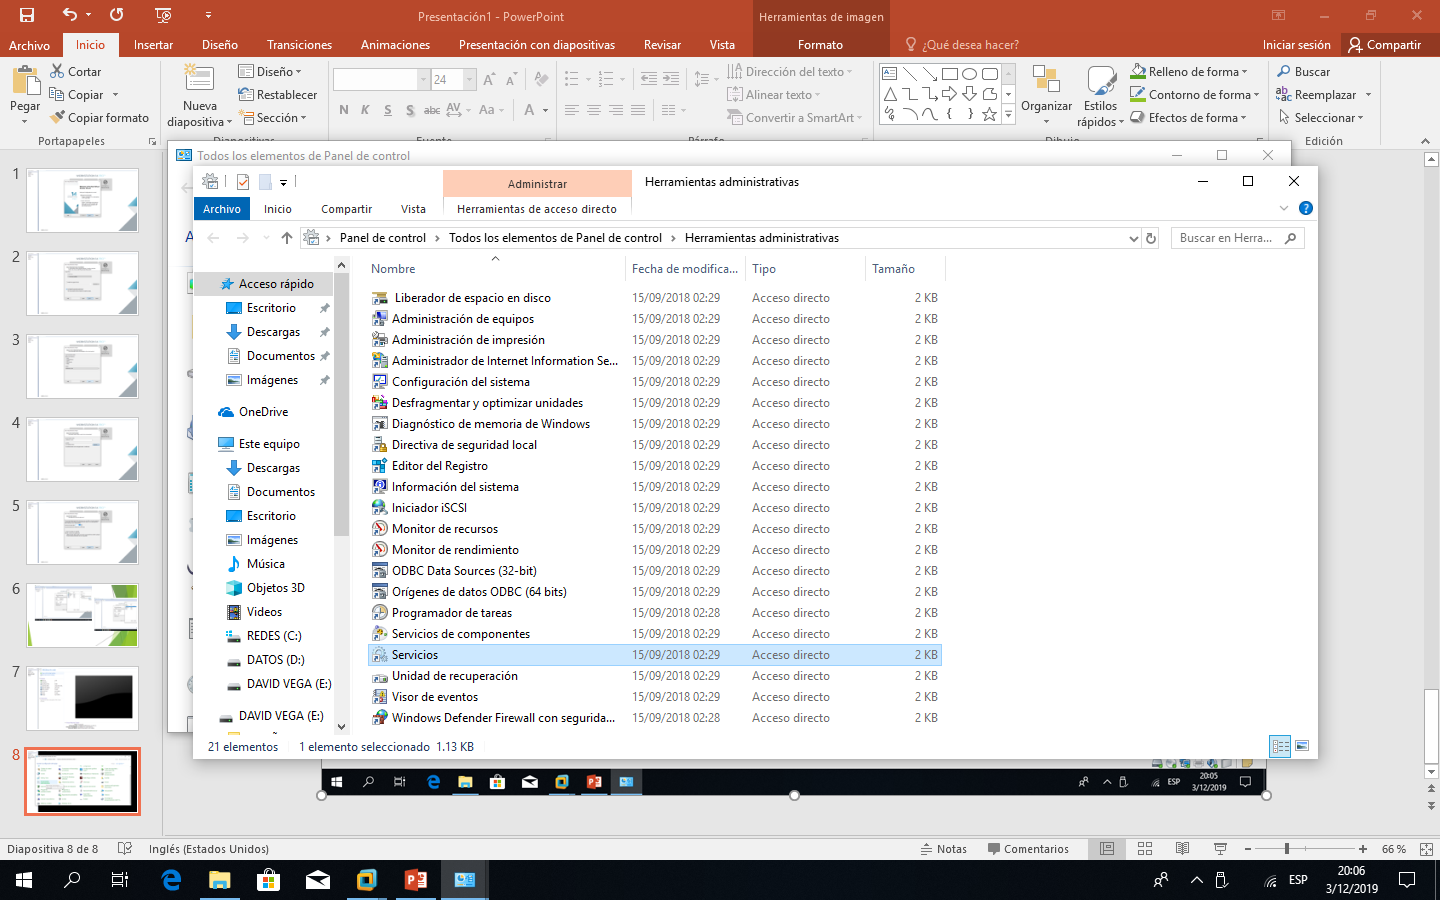 Presentación1 - PowerPoint
Herramientas de imagen
Archivo Inicio Insertar Diseño Transiciones Animaciones Presentación con diapositivas Revisar Vista Formato ¿Qué desea hacer? Iniciar sesión Compartir
Pegar
Cortar
Copiar
Copiar formato
Portapapeles
Nueva
diapositiva
Diseño
Restablecer
Sección
24
N K S S abc AV Aa A
Dirección del texto
Alinear texto
Convertir a SmartArt
Organizar
Estilos
rápidos
Relleno de forma
Contorno de forma
Efectos de forma
Buscar
Reemplazar
Seleccionar
Edición
Todos los elementos de Panel de control
Administrar
Herramientas administrativas
Archivo Inicio Compartir Vista Herramientas de acceso directo
Panel de control > Todos los elementos de Panel de control > Herramientas administrativas
Buscar en Herra...
Acceso rápido
Escritorio
Descargas
Documentos
Imágenes
OneDrive
Este equipo
Descargas
Documentos
Escritorio
Imágenes
Música
Objetos 3D
Videos
REDES (C:)
DATOS (D:)
DAVID VEGA (E:)
DAVID VEGA (E:)
Nombre Fecha de modifica... Tipo Tamaño
Liberador de espacio en disco 15/09/2018 02:29 Acceso directo 2 KB
Administración de equipos 15/09/2018 02:29 Acceso directo 2 KB
Administración de impresión 15/09/2018 02:29 Acceso directo 2 KB
Administrador de Internet Information Se... 15/09/2018 02:29 Acceso directo 2 KB
Configuración del sistema 15/09/2018 02:29 Acceso directo 2 KB
Desfragmentar y optimizar unidades 15/09/2018 02:29 Acceso directo 2 KB
Diagnóstico de memoria de Windows 15/09/2018 02:29 Acceso directo 2 KB
Directiva de seguridad local 15/09/2018 02:29 Acceso directo 2 KB
Editor del Registro 15/09/2018 02:29 Acceso directo 2 KB
Información del sistema 15/09/2018 02:29 Acceso directo 2 KB
Iniciador iSCSI 15/09/2018 02:29 Acceso directo 2 KB
Monitor de recursos 15/09/2018 02:29 Acceso directo 2 KB
Monitor de rendimiento 15/09/2018 02:29 Acceso directo 2 KB
ODBC Data Sources (32-bit) 15/09/2018 02:29 Acceso directo 2 KB
Orígenes de datos ODBC (64 bits) 15/09/2018 02:29 Acceso directo 2 KB
Programador de tareas 15/09/2018 02:28 Acceso directo 2 KB
Servicios de componentes 15/09/2018 02:29 Acceso directo 2 KB
Servicios 15/09/2018 02:29 Acceso directo 2 KB
Unidad de recuperación 15/09/2018 02:29 Acceso directo 2 KB
Visor de eventos 15/09/2018 02:29 Acceso directo 2 KB
Windows Defender Firewall con segurida... 15/09/2018 02:28 Acceso directo 2 KB
21 elementos 1 elemento seleccionado 1.13 KB
1
2
3
4
5
6
7
8
ESP
20:05
3/12/2019
Diapositiva 8 de 8 Inglés (Estados Unidos) Notas Comentarios 66 %
ESP
20:06
3/12/2019